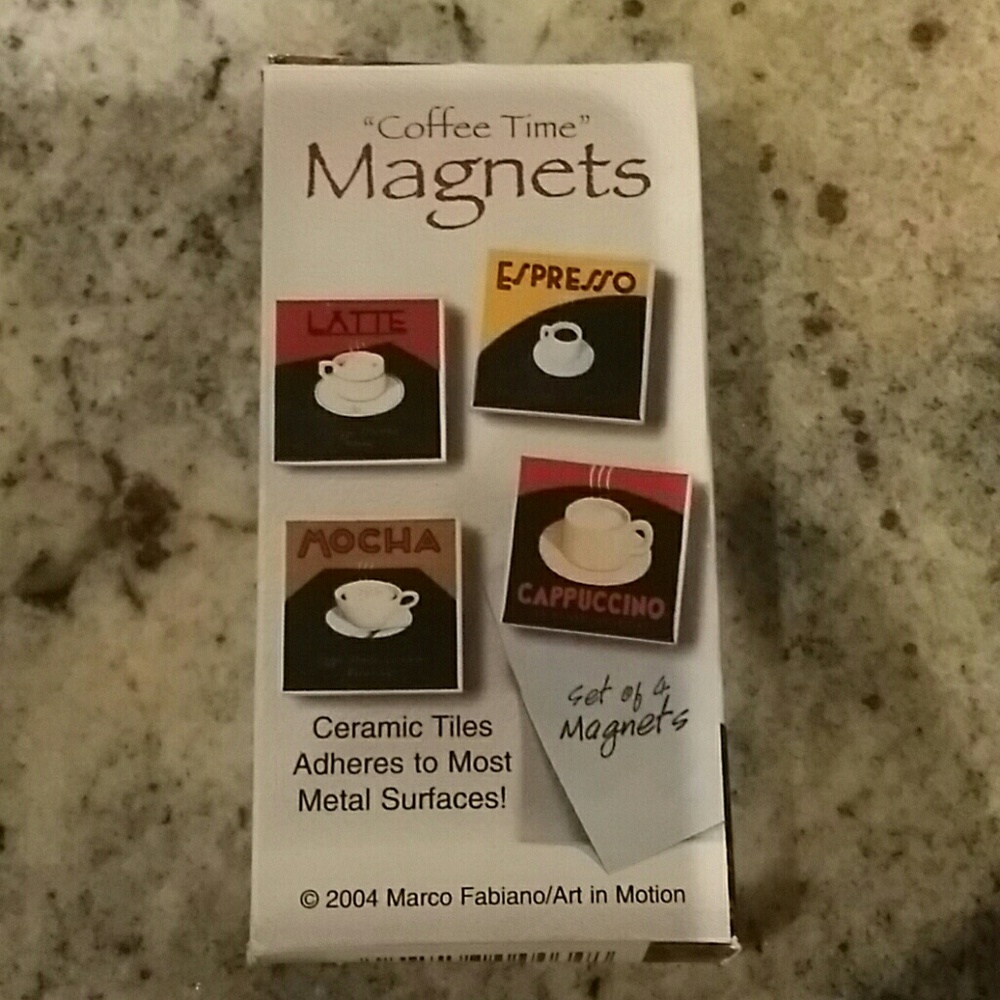 "Coffee Time"
Magnets
LATTE
ESPRESSO
MOCHA
CAPPUCCINO
Set of 4
Magnets
Ceramic Tiles
Adheres to Most
Metal Surfaces!
© 2004 Marco Fabiano/Art in Motion